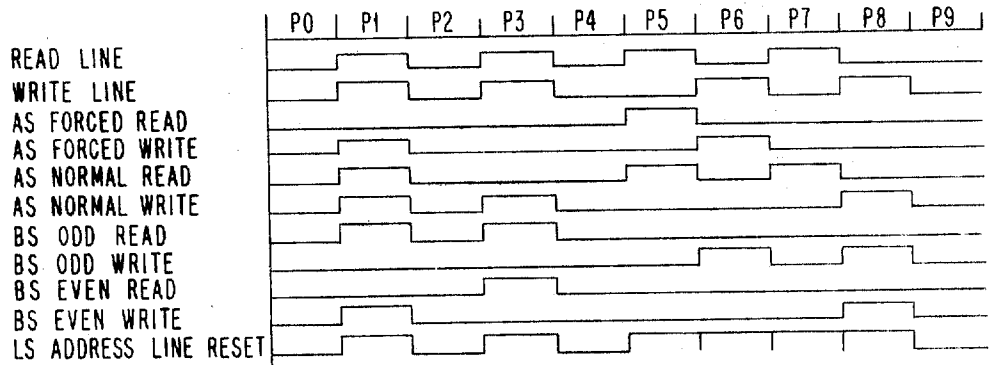 P0 P1 P2 P3 P4 P5 P6 P7 P8 P9
READ LINE
WRITE LINE
AS FORCED READ
AS FORCED WRITE
AS NORMAL READ
AS NORMAL WRITE
BS ODD READ
BS ODD WRITE
BS EVEN READ
BS EVEN WRITE
LS ADDRESS LINE RESET